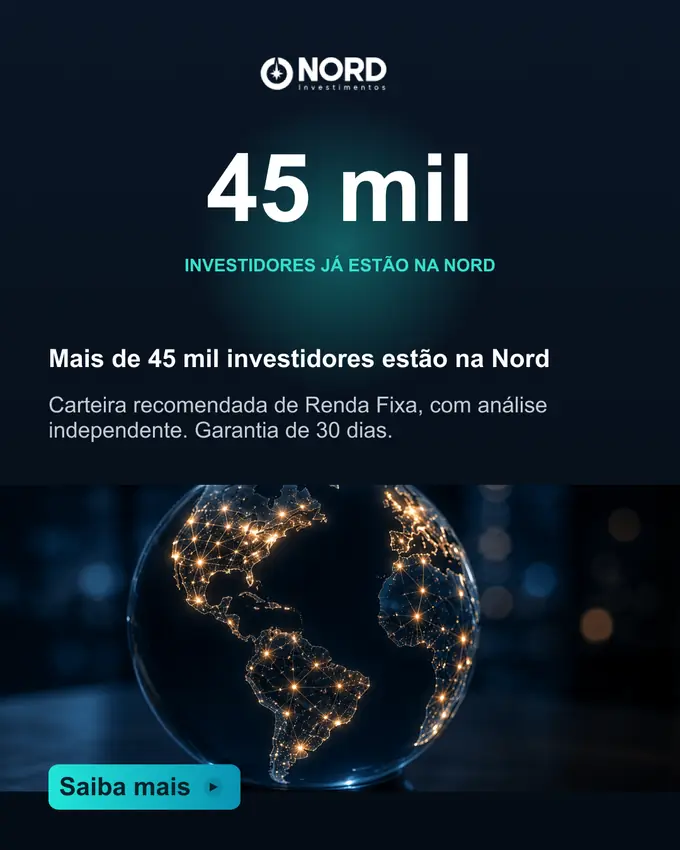 NORD
Investimentos
45 mil
INVESTIDORES JÁ ESTÃO NA NORD
Mais de 45 mil investidores estão na Nord
Carteira recomendada de Renda Fixa, com análise
independente. Garantia de 30 dias.
Saiba mais